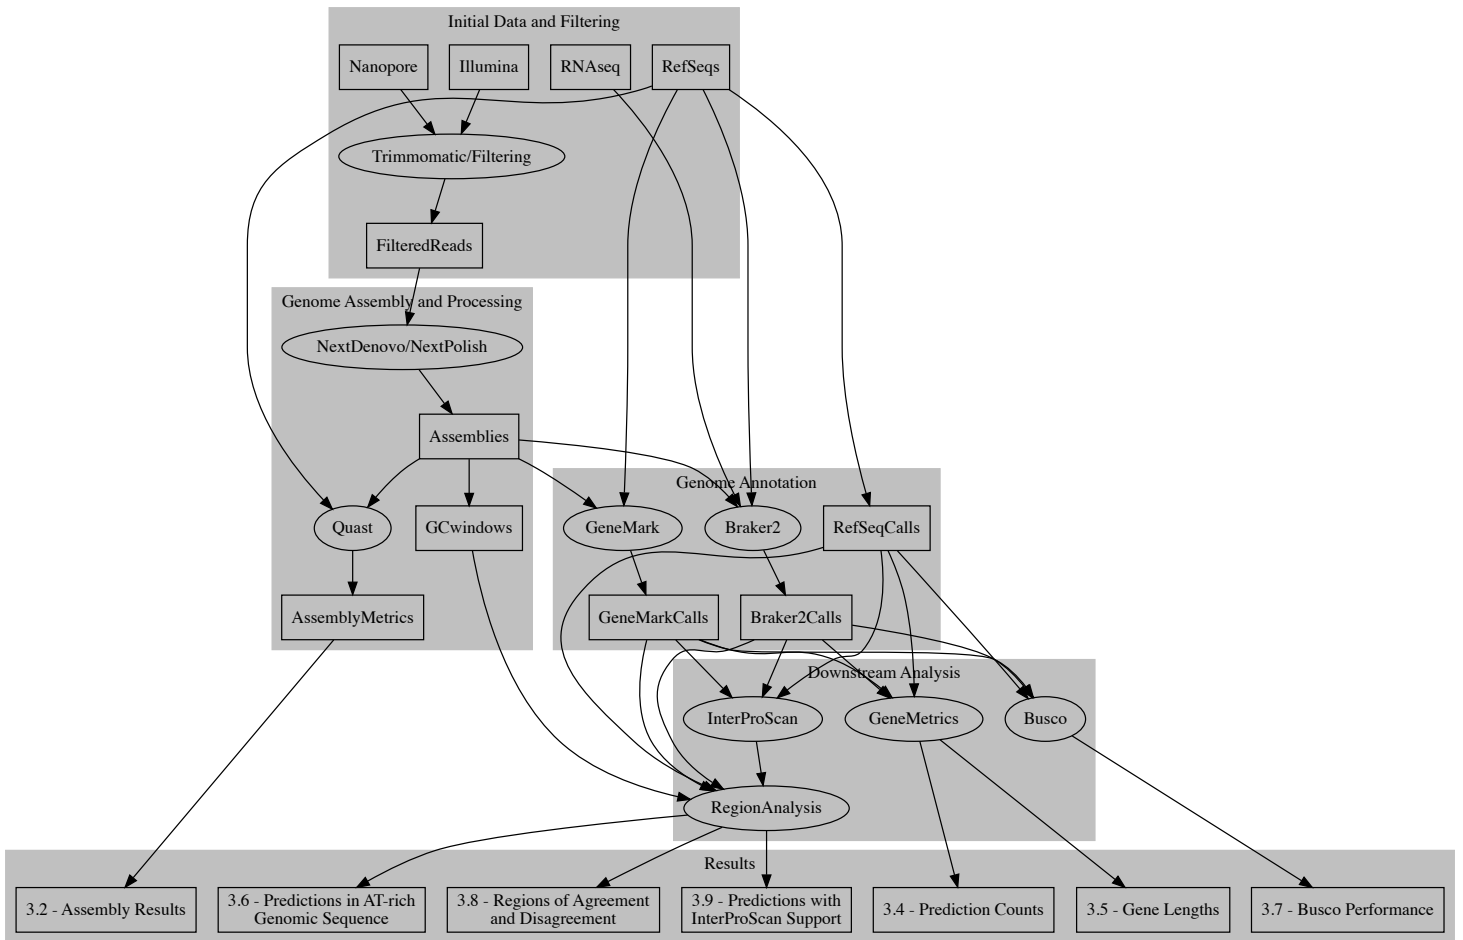 Initial Data and Filtering
Nanopore
Illumina
RNAseq
RefSeqs
Trimmomatic/Filtering
FilteredReads
Genome Assembly and Processing
NextDenovo/NextPolish
Assemblies
Genome Annotation
Quast
GCwindows
GeneMark
Braker2
RefSeqCalls
AssemblyMetrics
GeneMarkCalls
Braker2Calls
Downstream Analysis
InterProScan
GeneMetrics
Busco
RegionAnalysis
Results
3.2 - Assembly Results
3.6 - Predictions in AT-rich
Genomic Sequence
3.8 - Regions of Agreement
and Disagreement
3.9 - Predictions with
InterProScan Support
3.4 - Prediction Counts
3.5 - Gene Lengths
3.7 - Busco Performance